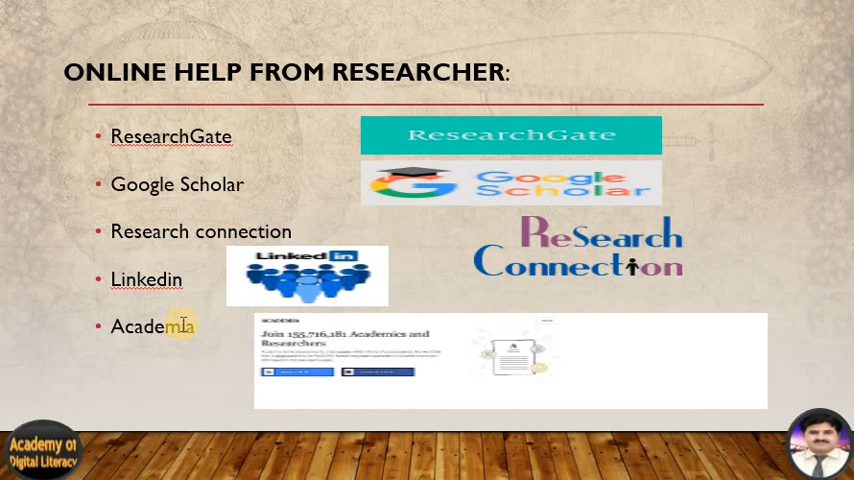 ONLINE HELP FROM RESEARCHER:
• ResearchGate
ResearchGate
• Google Scholar
Google Scholar
• Research connection
ReSearch Connection
• Linkedin
Linked in
• Academia
ACADEMIA
Join 155,716,181 Academics and Researchers
Academy of
Digital Literacy